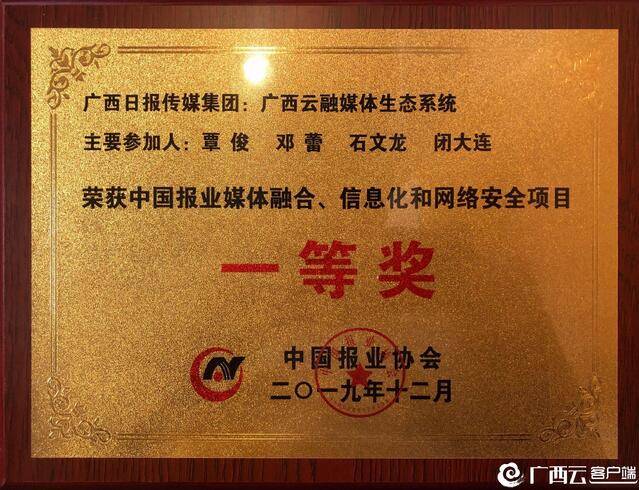 广西日报传媒集团：广西云融媒体生态系统
主要参加人：覃俊 邓蕾 石文龙 闭大连
荣获中国报业媒体融合、信息化和网络安全项目
一等奖
中国报业协会
二〇一九年十二月
广西云 客户端